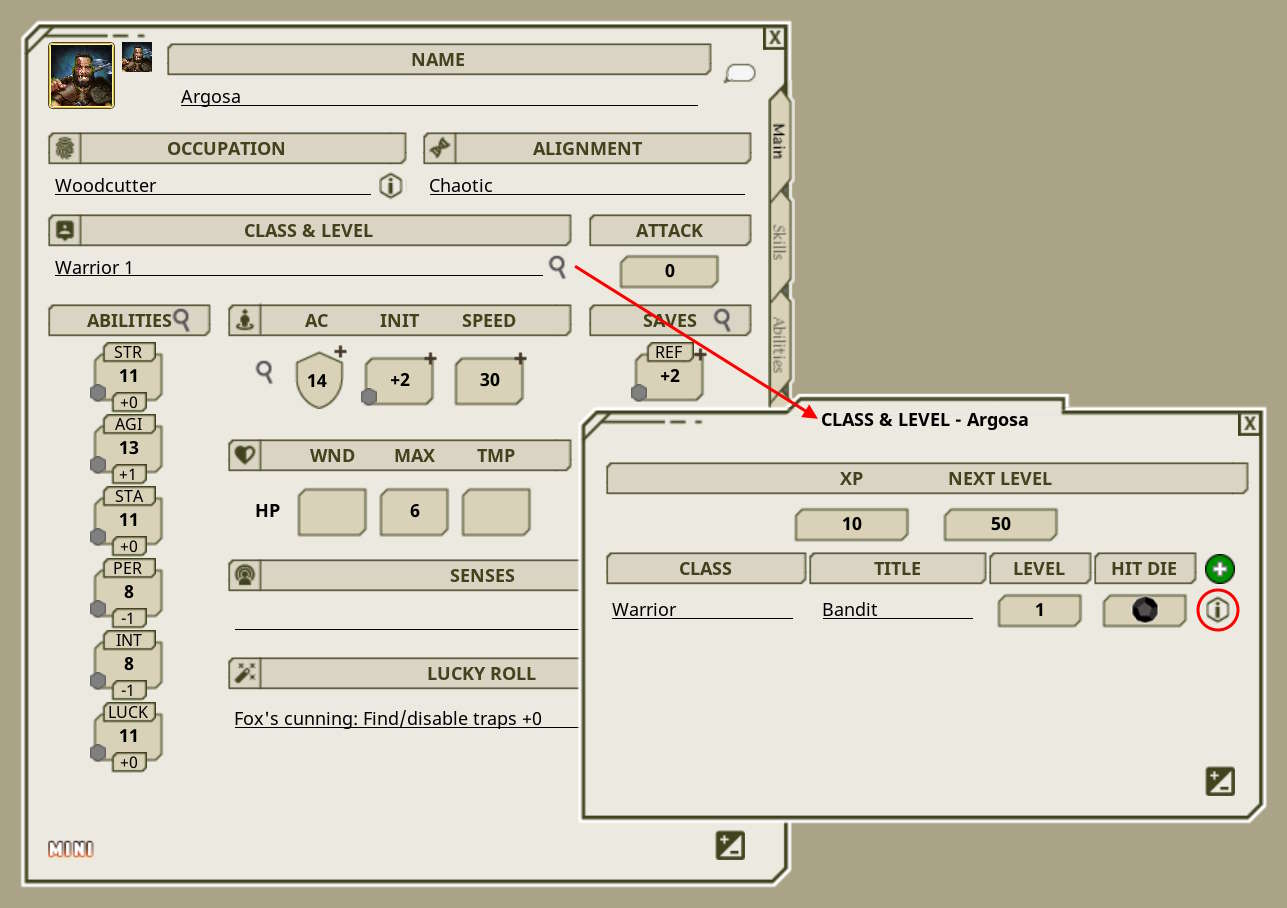 X
NAME
Argosa
OCCUPATION ALIGNMENT
Woodcutter Chaotic
CLASS & LEVEL ATTACK
Warrior 1 0
ABILITIES AC INIT SPEED SAVES
STR 11 +0
14 +2 30
REF +2
AGI 13 +1
STA 11 +0
PER 8 -1
INT 8 -1
LUCK 11 +0
WND MAX TMP
HP 6
SENSES
LUCKY ROLL
Fox's cunning: Find/disable traps +0
MINI
Main
Skills
Abilities
CLASS & LEVEL - Argosa X
XP NEXT LEVEL
10 50
CLASS TITLE LEVEL HIT DIE
Warrior Bandit 1